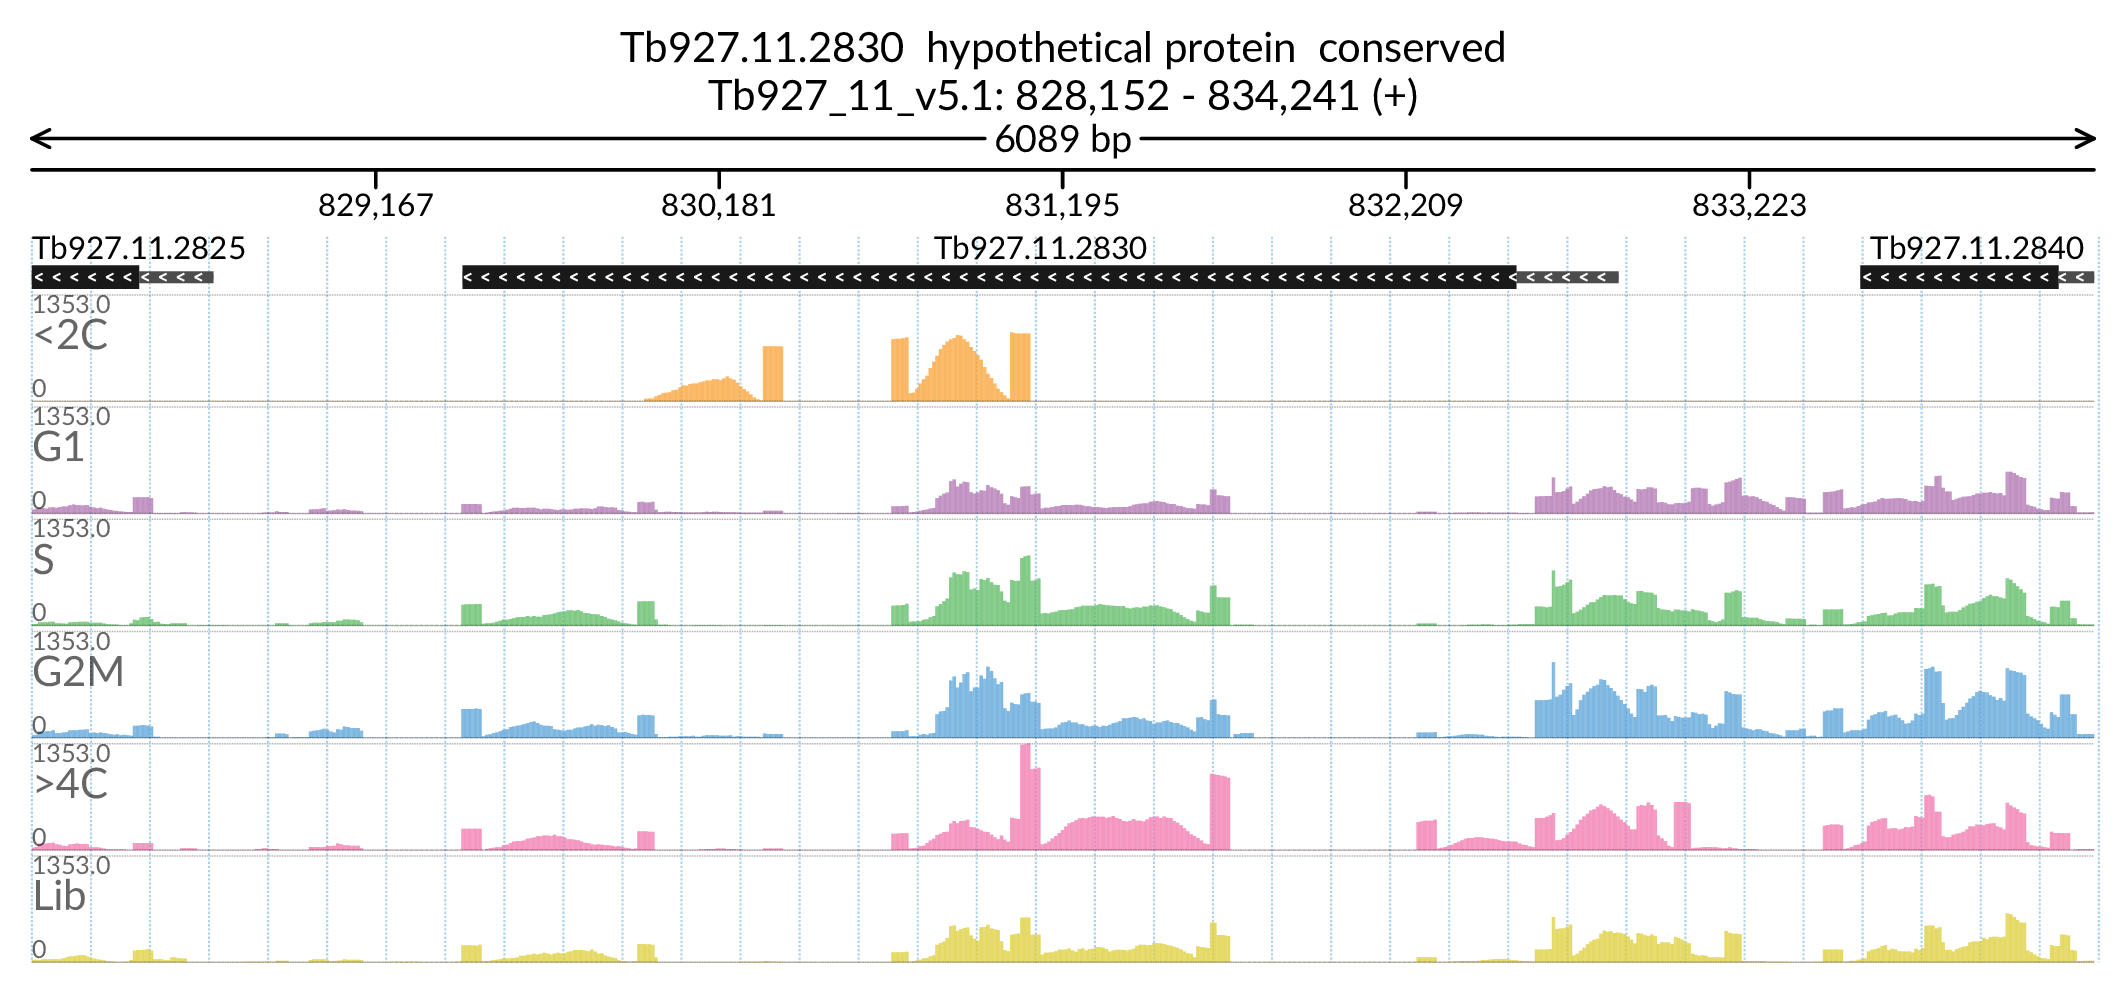 Tb927.11.2830  hypothetical protein  conserved
Tb927_11_v5.1: 828,152 - 834,241 (+)
6089 bp
829,167 830,181 831,195 832,209 833,223
Tb927.11.2825 Tb927.11.2830 Tb927.11.2840
1353.0
<2C
0
1353.0
G1
0
1353.0
S
0
1353.0
G2M
0
1353.0
>4C
0
1353.0
Lib
0